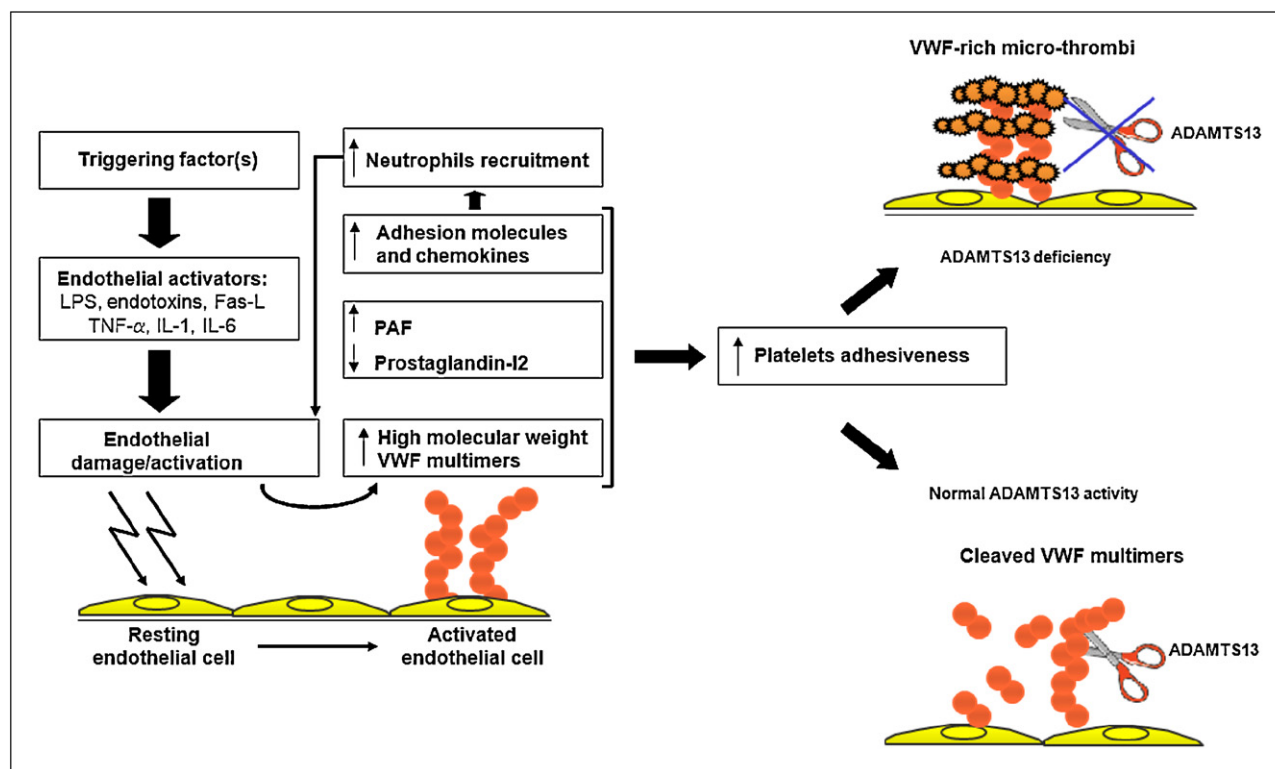 Triggering factor(s)
Endothelial activators:
LPS, endotoxins, Fas-L
TNF-α, IL-1, IL-6
Endothelial
damage/activation
Resting
endothelial cell
↑ Neutrophils recruitment
↑ Adhesion molecules
and chemokines
↑ PAF
↓ Prostaglandin-I2
↑ High molecular weight
VWF multimers
Activated
endothelial cell
↑ Platelets adhesiveness
VWF-rich micro-thrombi
ADAMTS13
ADAMTS13 deficiency
Normal ADAMTS13 activity
Cleaved VWF multimers
ADAMTS13